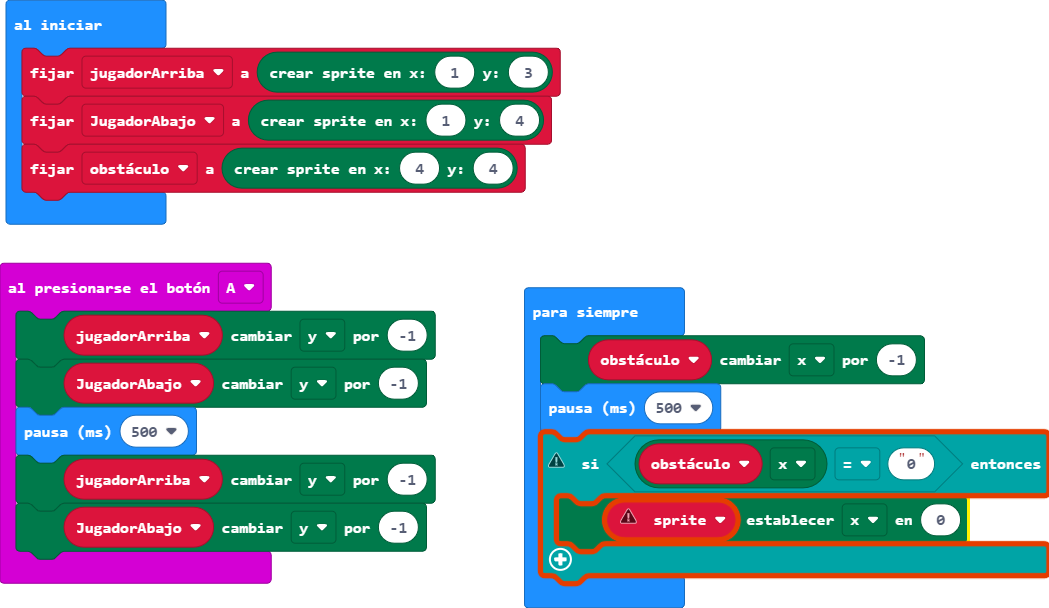 al iniciar
fijar jugadorArriba a crear sprite en x: 1 y: 3
fijar JugadorAbajo a crear sprite en x: 1 y: 4
fijar obstáculo a crear sprite en x: 4 y: 4
al presionarse el botón A
jugadorArriba cambiar y por -1
JugadorAbajo cambiar y por -1
pausa (ms) 500
jugadorArriba cambiar y por -1
JugadorAbajo cambiar y por -1
para siempre
obstáculo cambiar x por -1
pausa (ms) 500
si obstáculo x = "0" entonces
sprite establecer x en 0